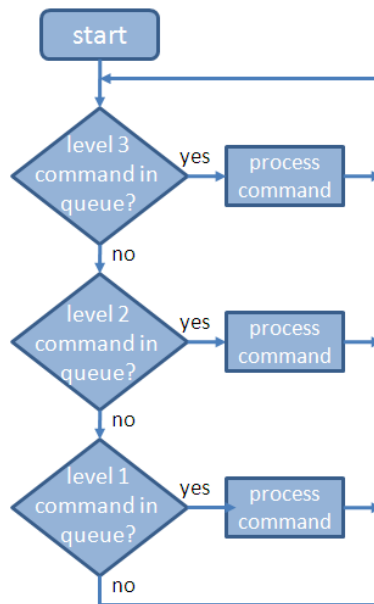 start
level 3
command in
queue?
yes
process
command
no
level 2
command in
queue?
yes
process
command
no
level 1
command in
queue?
yes
process
command
no